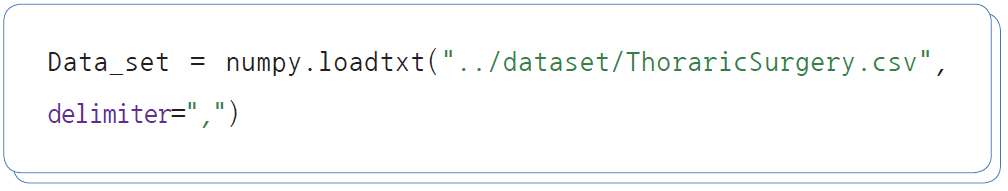 Data_set = numpy.loadtxt("../dataset/ThoraricSurgery.csv",
delimiter=",")